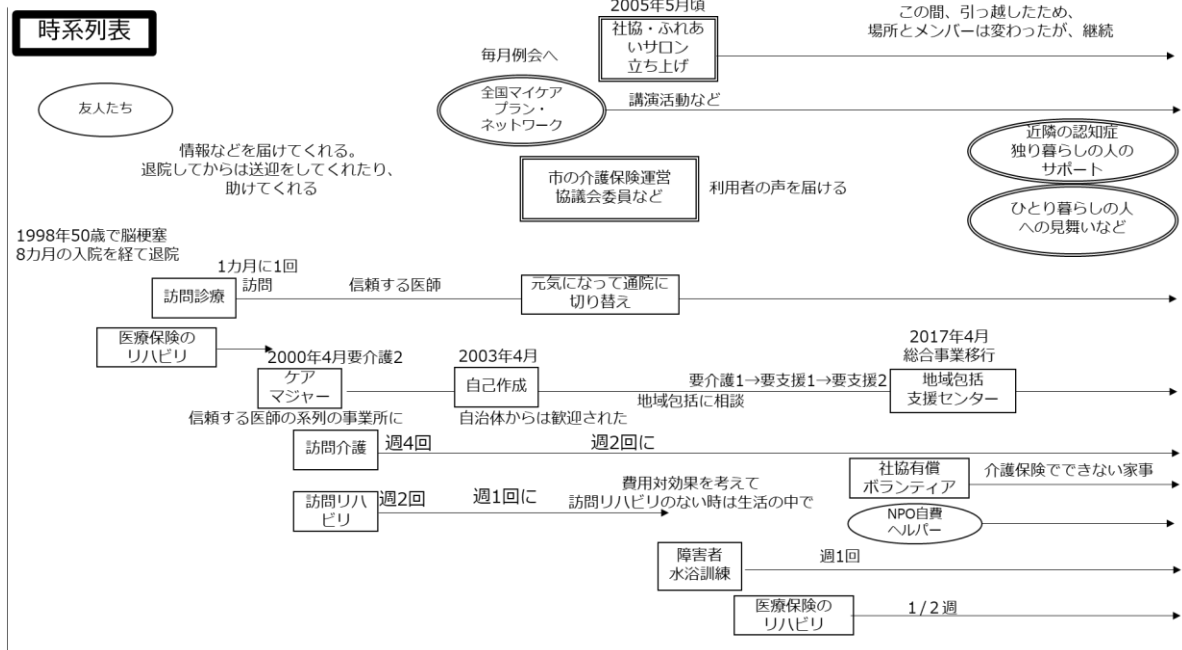 時系列表
2005年5月頃
社協・ふれあ
いサロン
立ち上げ
この間、引っ越したため、
場所とメンバーは変わったが、継続
毎月例会へ
友人たち
全国マイケア
プラン・
ネットワーク
講演活動など
情報などを届けてくれる。
退院してからは送迎をしてくれたり、
助けてくれる
市の介護保険運営
協議会委員など
利用者の声を届ける
近隣の認知症
独り暮らしの人の
サポート
ひとり暮らしの人
への見舞いなど
1998年50歳で脳梗塞
8カ月の入院を経て退院
訪問診療
1カ月に1回
訪問
信頼する医師
元気になって通院に
切り替え
医療保険の
リハビリ
2000年4月要介護2
ケア
マジャー
信頼する医師の系列の事業所に
2003年4月
自己作成
自治体からは歓迎された
要介護1→要支援1→要支援2
地域包括に相談
2017年4月
総合事業移行
地域包括
支援センター
訪問介護
週4回
週2回に
社協有償
ボランティア
介護保険でできない家事
訪問リハ
ビリ
週2回
週1回に
費用対効果を考えて
訪問リハビリのない時は生活の中で
NPO自費
ヘルパー
障害者
水浴訓練
週1回
医療保険の
リハビリ
1/2週